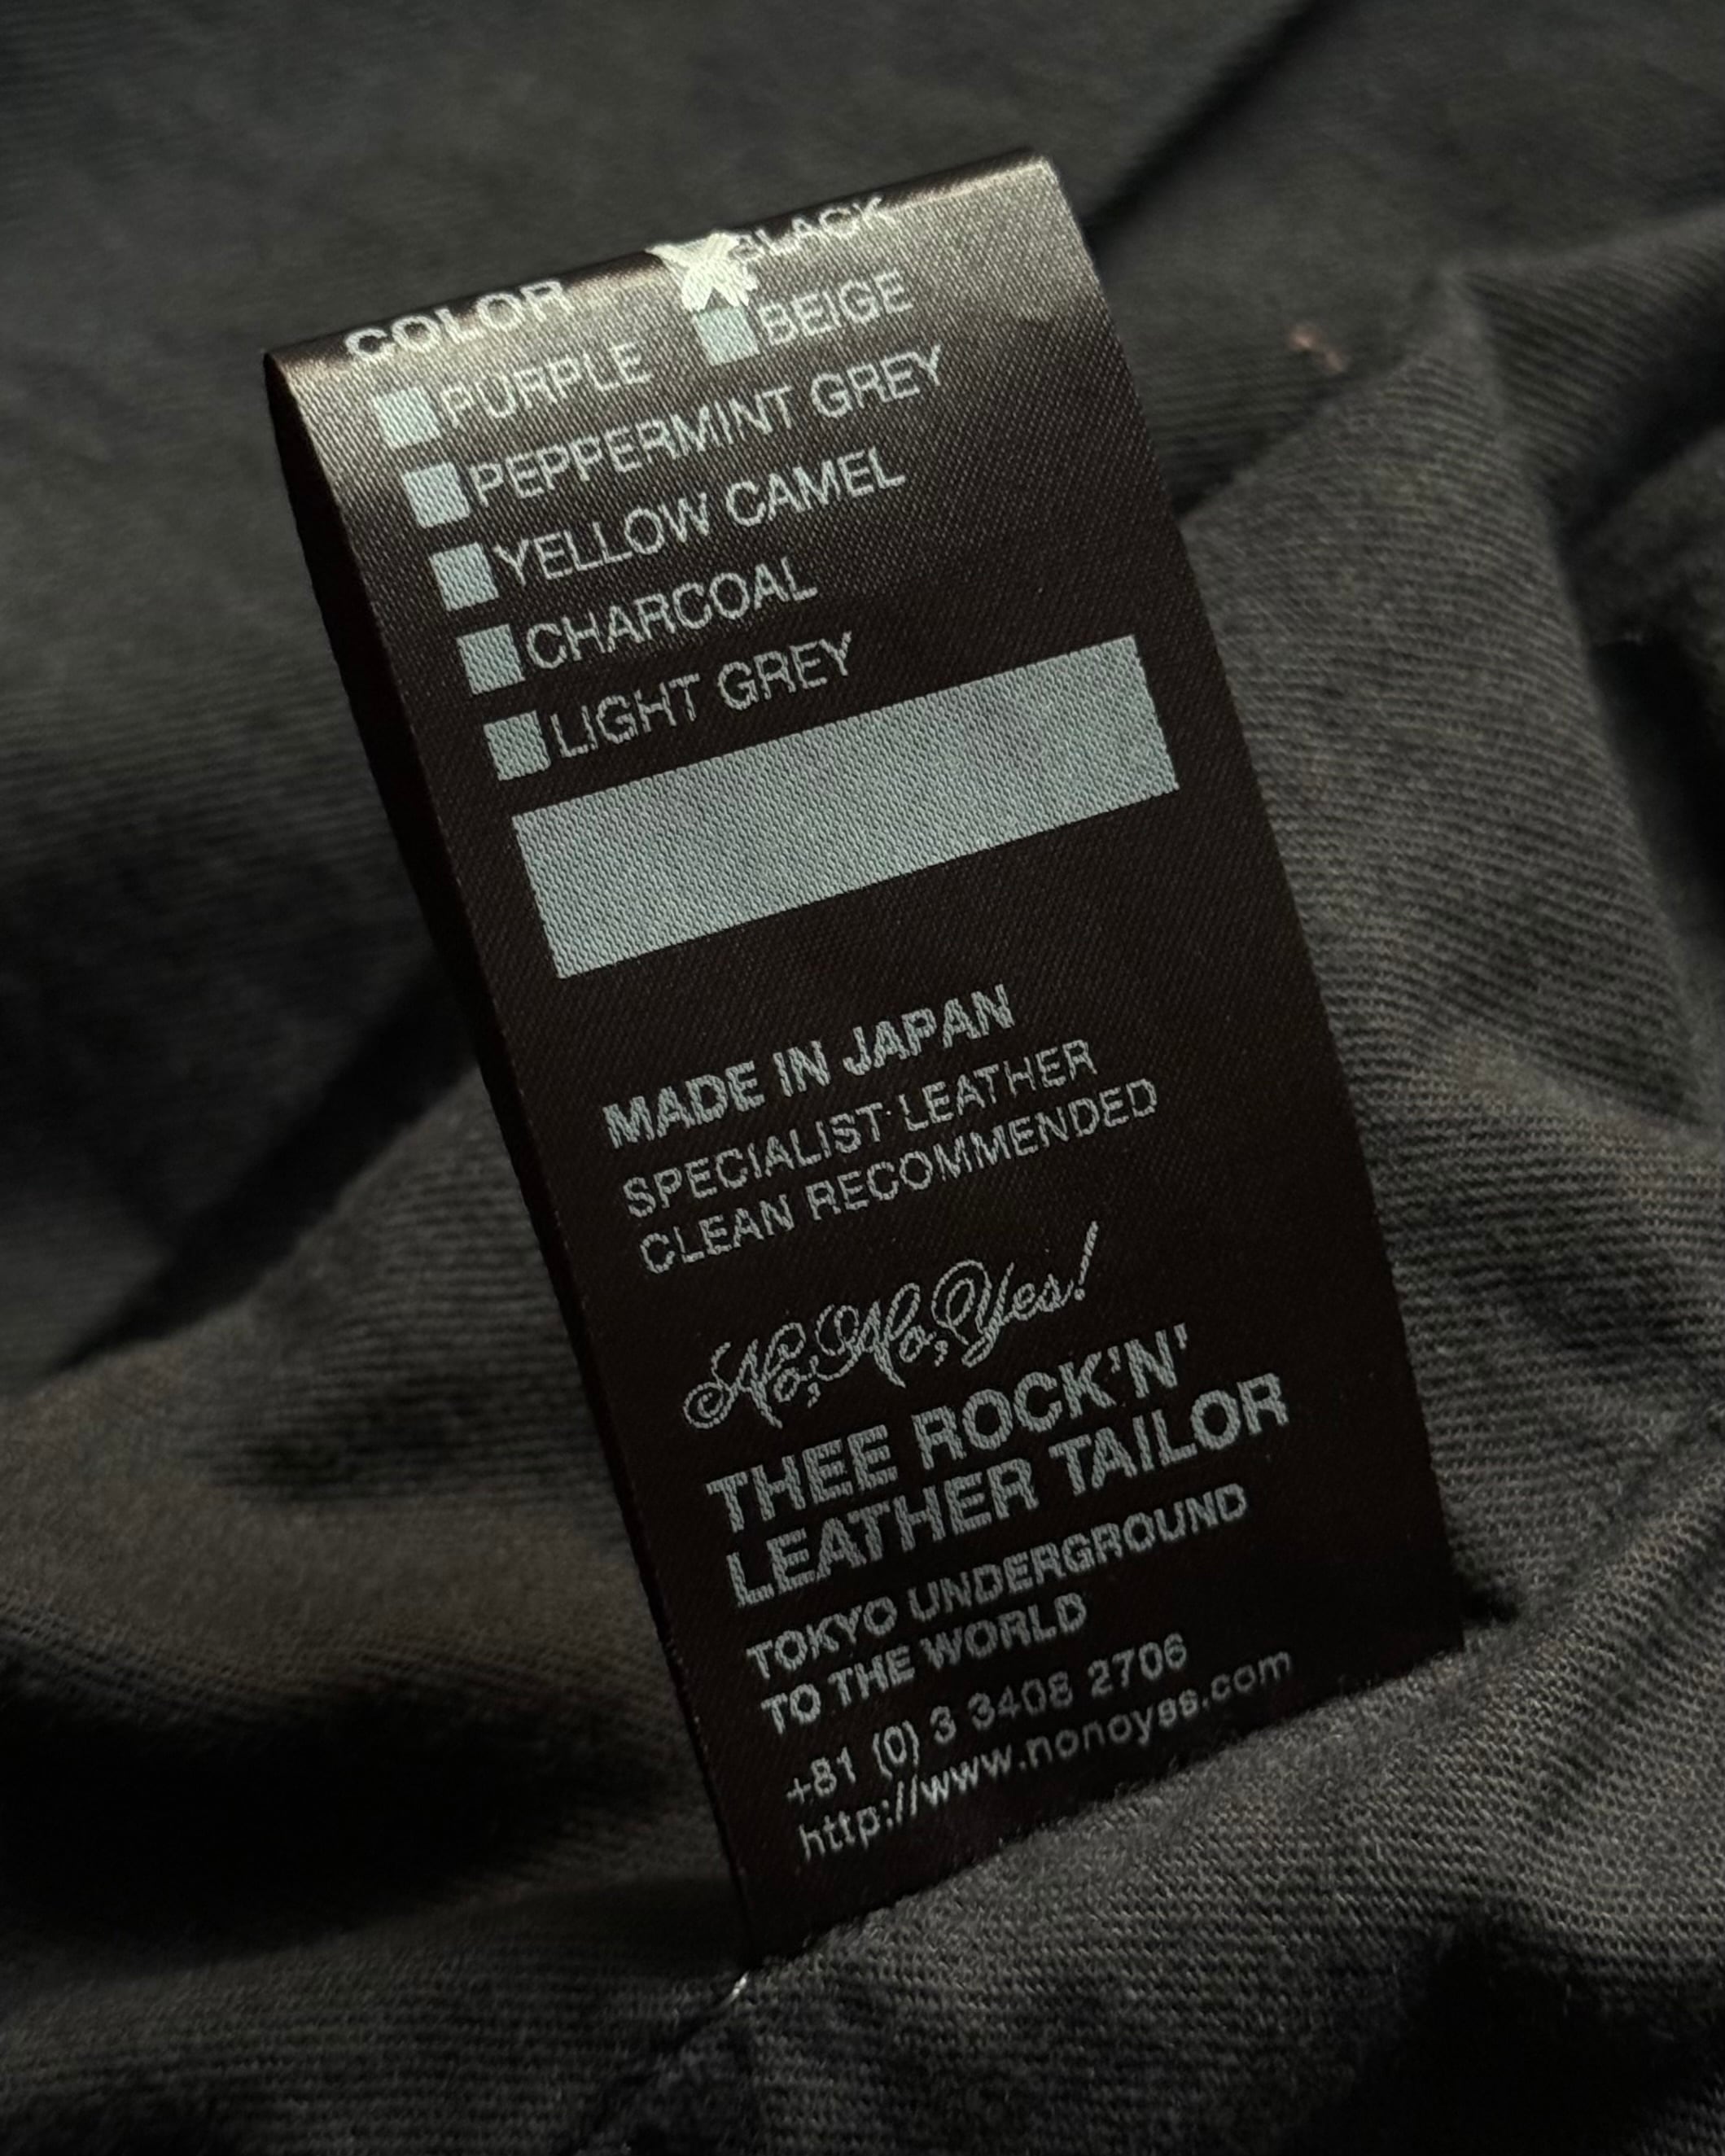 COLOR BLACK
PURPLE BEIGE
PEPPERMINT GREY
YELLOW CAMEL
CHARCOAL
LIGHT GREY
MADE IN JAPAN
SPECIALIST LEATHER
CLEAN RECOMMENDED
No, No, Yes!
THEE ROCK'N'
LEATHER TAILOR
TOKYO UNDERGROUND
TO THE WORLD
+81 (0) 3 3408 2706
http://www.nonoyes.com